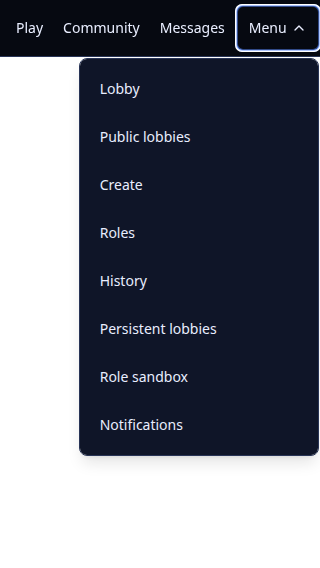 Play Community Messages Menu
Lobby
Public lobbies
Create
Roles
History
Persistent lobbies
Role sandbox
Notifications